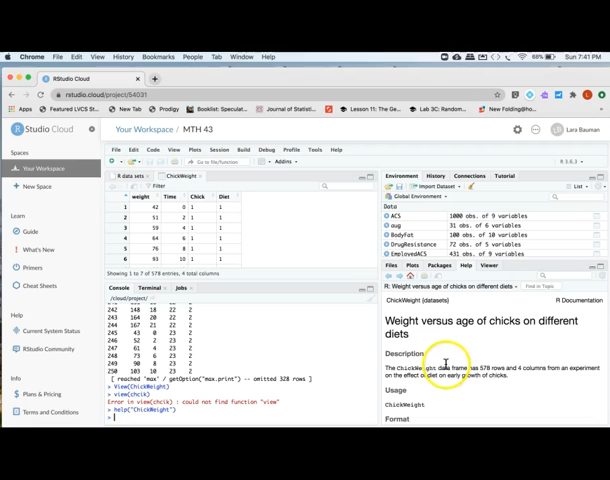 Chrome File Edit View History Bookmarks People Tab Window Help 68% Sun 7:41 PM
RStudio Cloud
rstudio.cloud/project/54031
Apps Featured LVCS St... New Tab Prodigy Booklist: Speculat... Journal of Statistic... Lesson 11: The Ge... Lab 3C: Random... New Folding@ho...
Studio Cloud
Your Workspace / MTH 43
Lara Bauman
Spaces
Your Workspace
New Space
Learn
Guide
What's New
Primers
Cheat Sheets
Help
Current System Status
RStudio Community
Info
Plans & Pricing
Terms and Conditions
File Edit Code View Plots Session Build Debug Profile Tools Help
Go to file/function Addins R 3.6.3
R data sets ChickWeight
Filter
weight Time Chick Diet
1 42 0 1 1
2 51 2 1 1
3 59 4 1 1
4 64 6 1 1
5 76 8 1 1
6 93 10 1 1
Showing 1 to 7 of 578 entries, 4 total columns
Console Terminal Jobs
/cloud/project/
242 148 18 22 2
243 164 20 22 2
244 167 21 22 2
245 43 0 23 2
246 52 2 23 2
247 61 4 23 2
248 73 6 23 2
249 90 8 23 2
250 103 10 23 2
[ reached 'max' / getOption("max.print") -- omitted 328 rows ]
> View(ChickWeight)
> view(chcik)
Error in view(chcik) : could not find function "view"
> help("ChickWeight")
>
Environment History Connections Tutorial
Import Dataset List
Global Environment
Data
ACS 1000 obs. of 9 variables
aug 31 obs. of 6 variables
BodyFat 100 obs. of 10 variables
DrugResistance 72 obs. of 5 variables
EmployedACS 431 obs. of 9 variables
Files Plots Packages Help Viewer
R: Weight versus age of chicks on different diets Find in Topic
ChickWeight {datasets} R Documentation
Weight versus age of chicks on different
diets
Description
The ChickWeight data frame has 578 rows and 4 columns from an experiment
on the effect of diet on early growth of chicks.
Usage
ChickWeight
Format